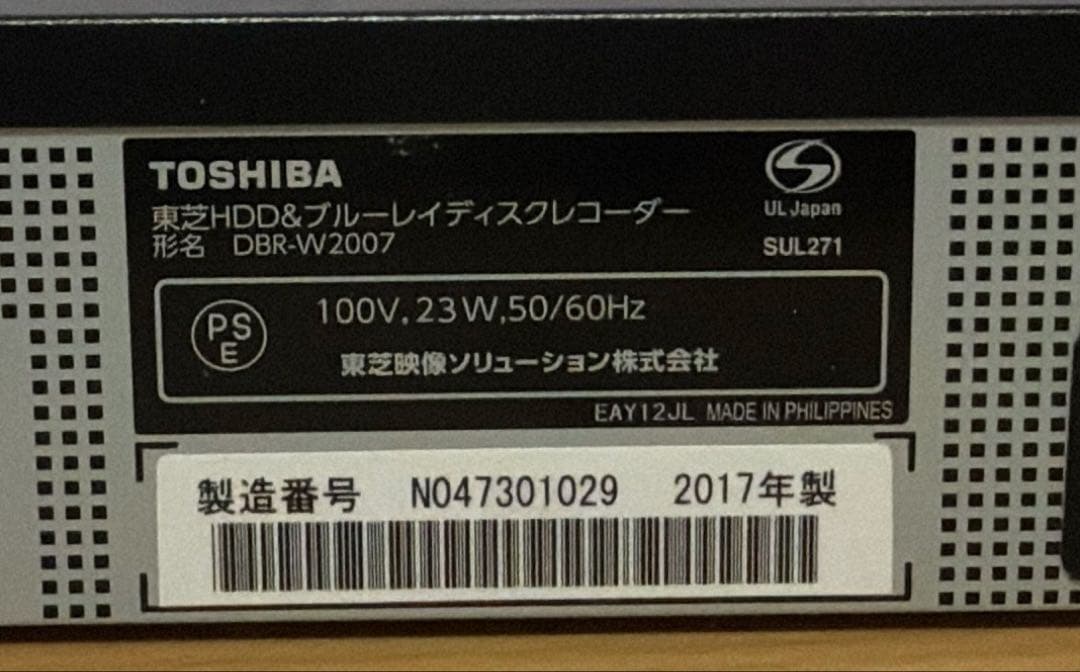 TOSHIBA
東芝HDD&ブルーレイディスクレコーダー
形名 DBR-W2007
UL Japan
SUL271
PS
E
100V, 23W, 50/60Hz
東芝映像ソリューション株式会社
EAY12JL MADE IN PHILIPPINES
製造番号 N047301029 2017年製